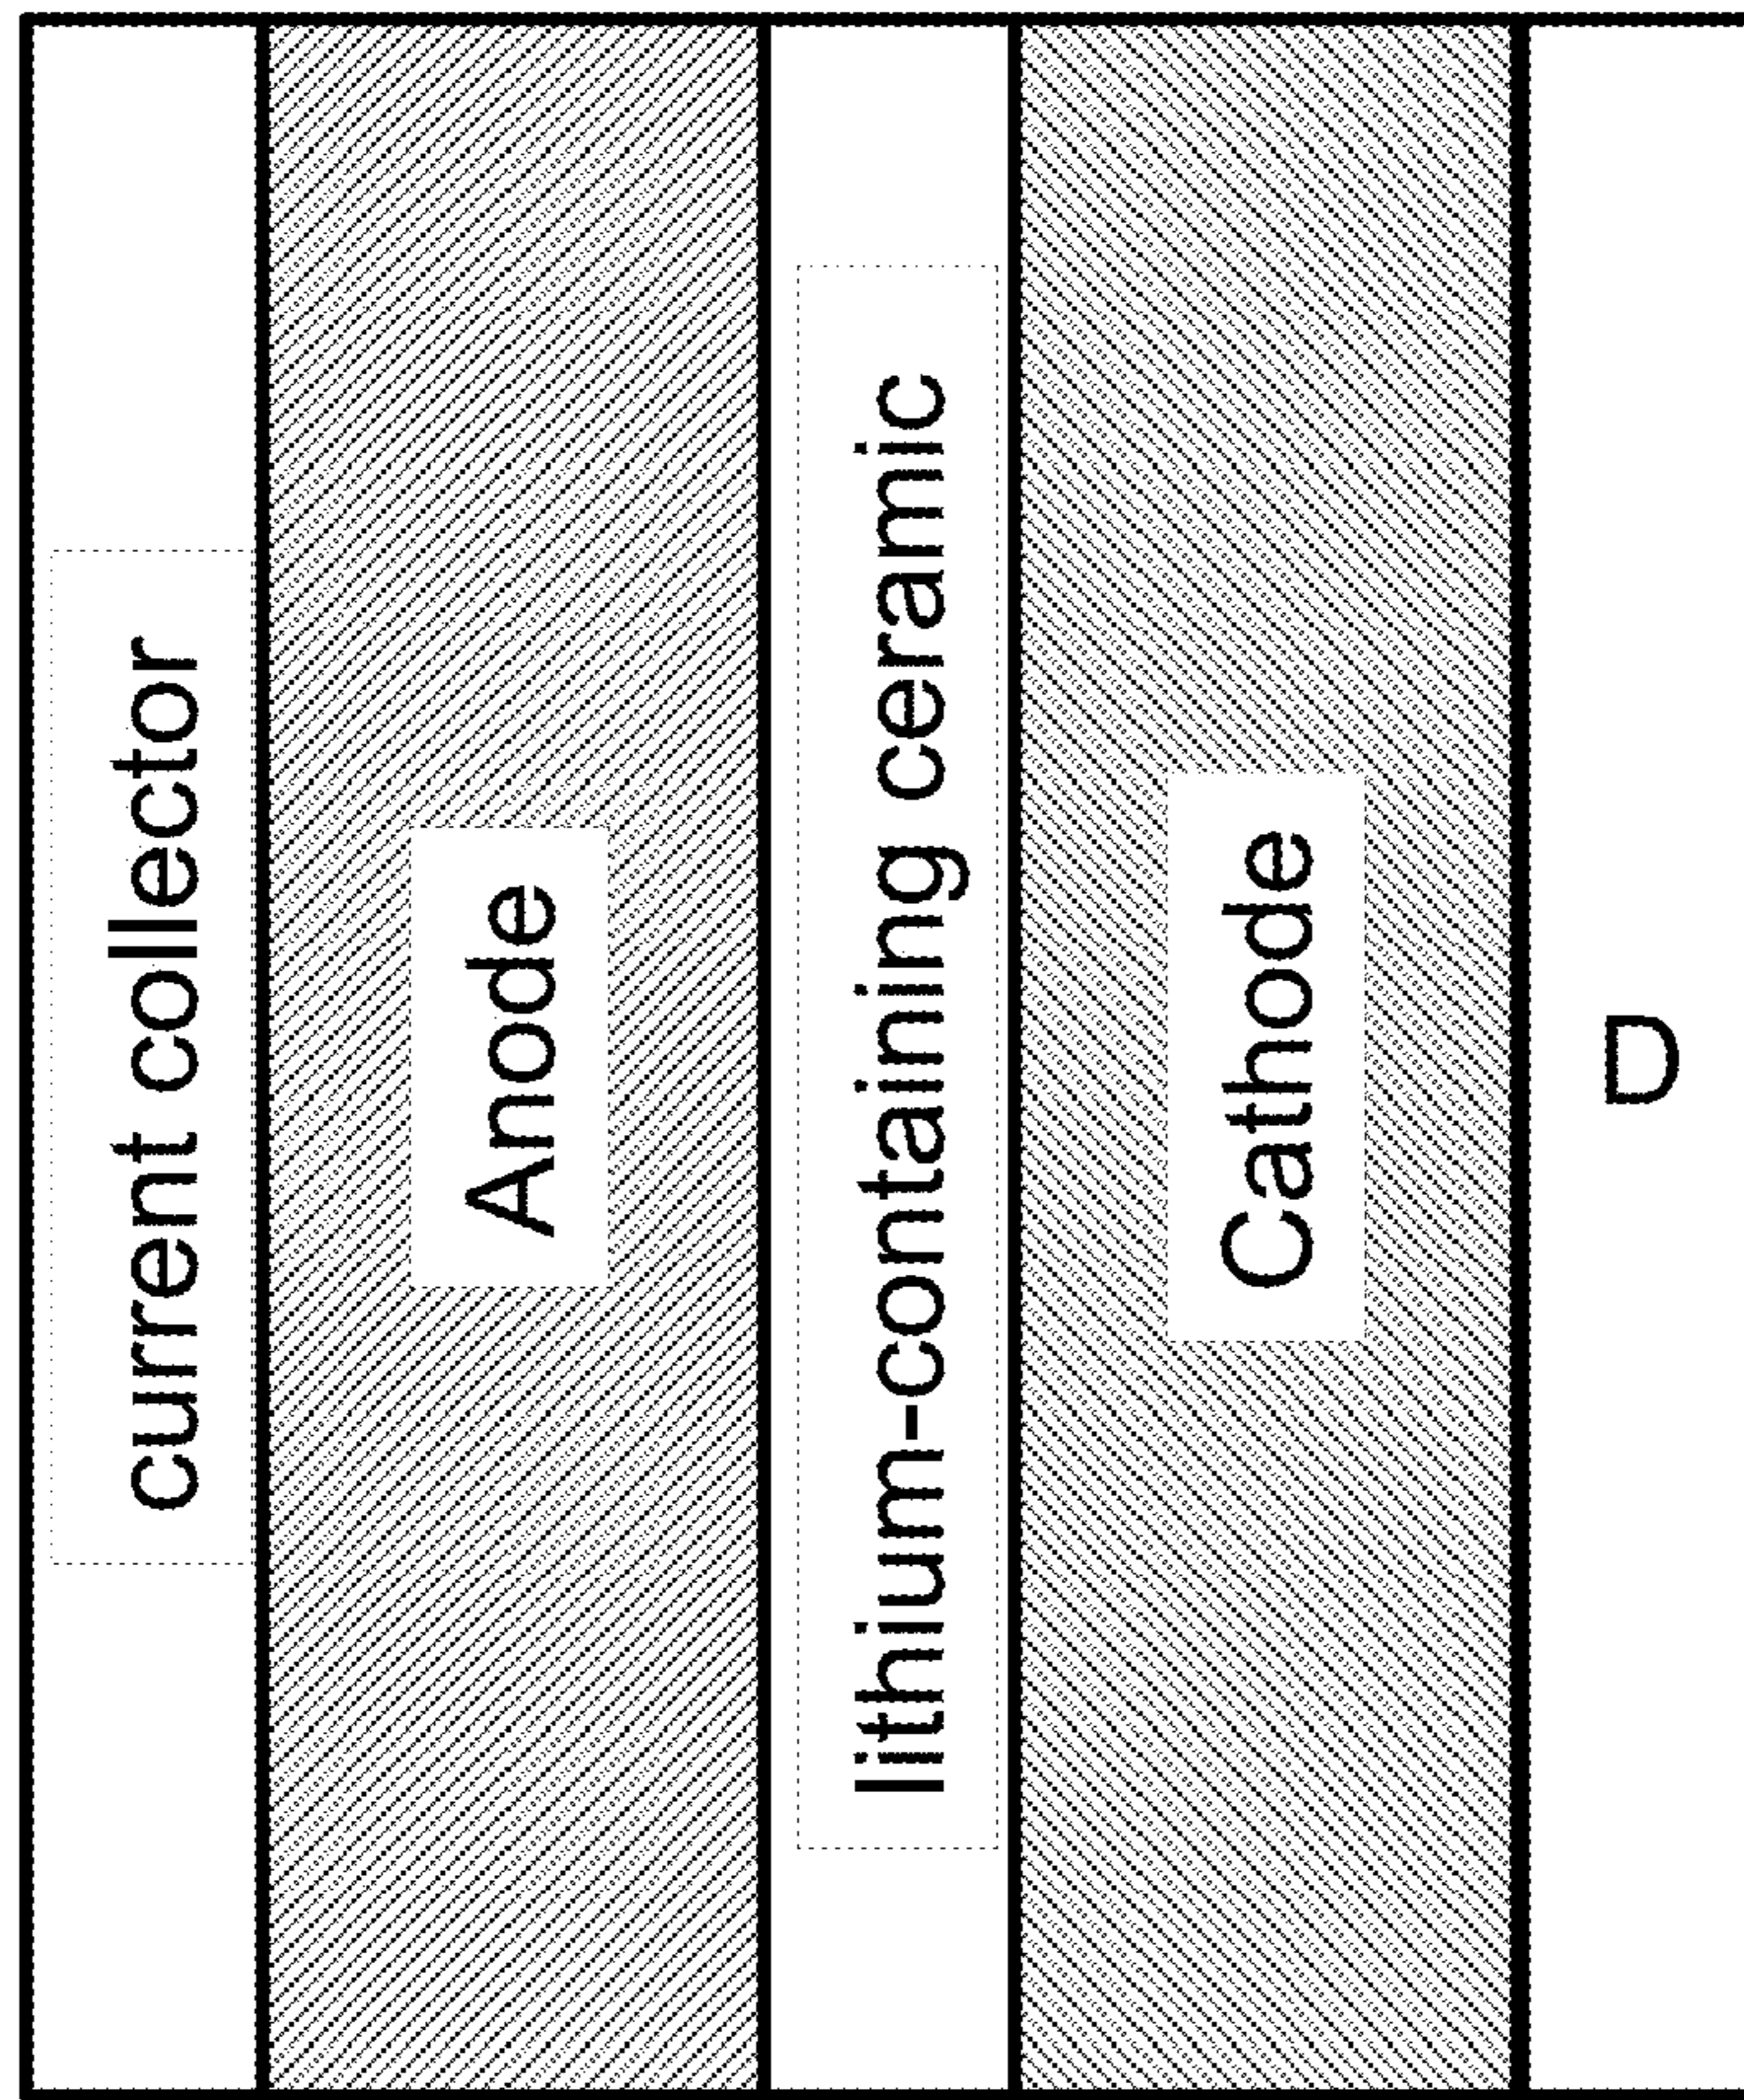 current collector
Anode
lithium-containing ceramic
Cathode
D